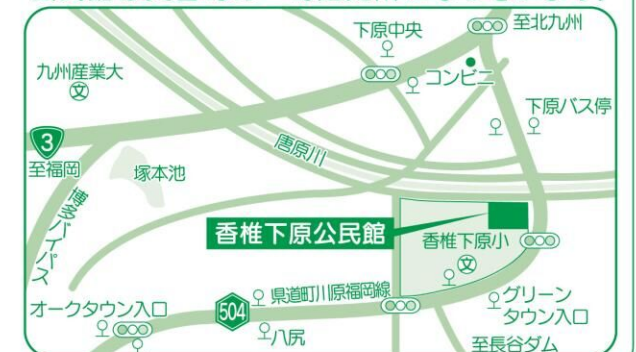 下原中央
至北九州
九州産業大
文
コンビニ
下原バス停
3
至福岡
塚本池
唐原川
博多バイパス
香椎下原公民館
香椎下原小
文
オークタウン入口
504
県道町川原福岡線
八尻
グリーン
タウン入口
至長谷ダム